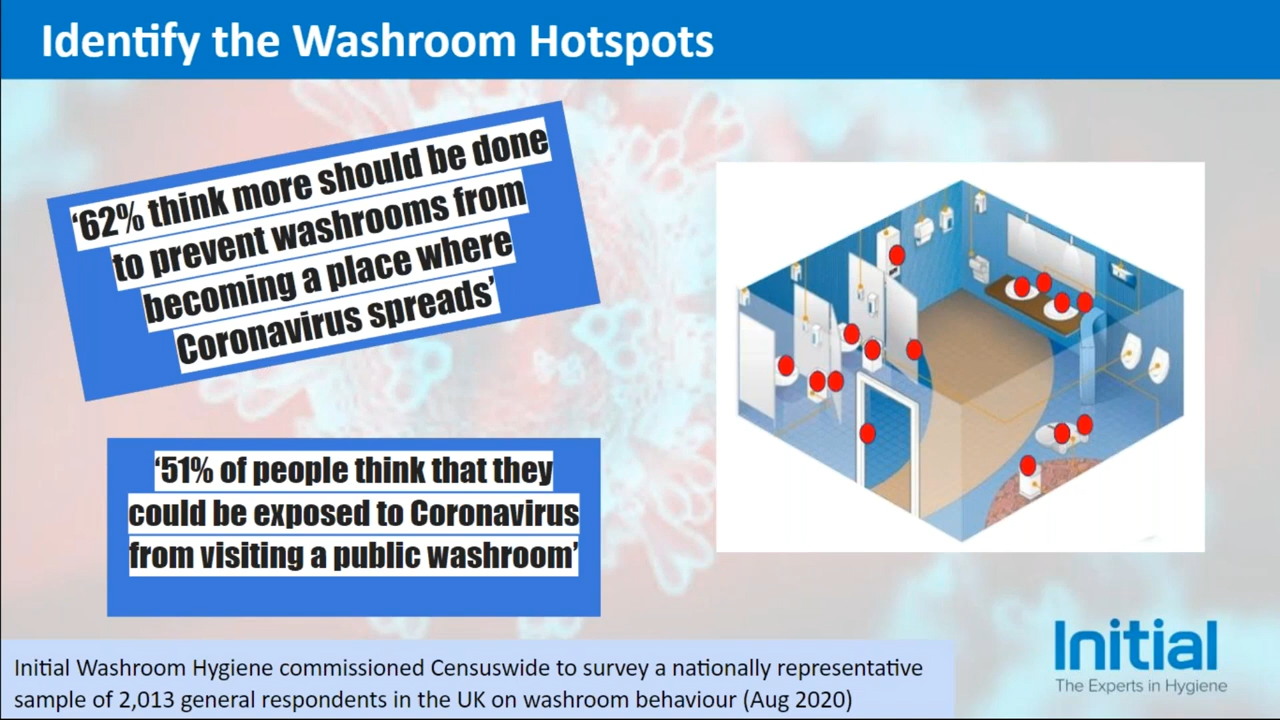 Identify the Washroom Hotspots
‘62% think more should be done
to prevent washrooms from
becoming a place where
Coronavirus spreads’
‘51% of people think that they
could be exposed to Coronavirus
from visiting a public washroom’
Initial Washroom Hygiene commissioned Censuswide to survey a nationally representative
sample of 2,013 general respondents in the UK on washroom behaviour (Aug 2020)
Initial
The Experts in Hygiene